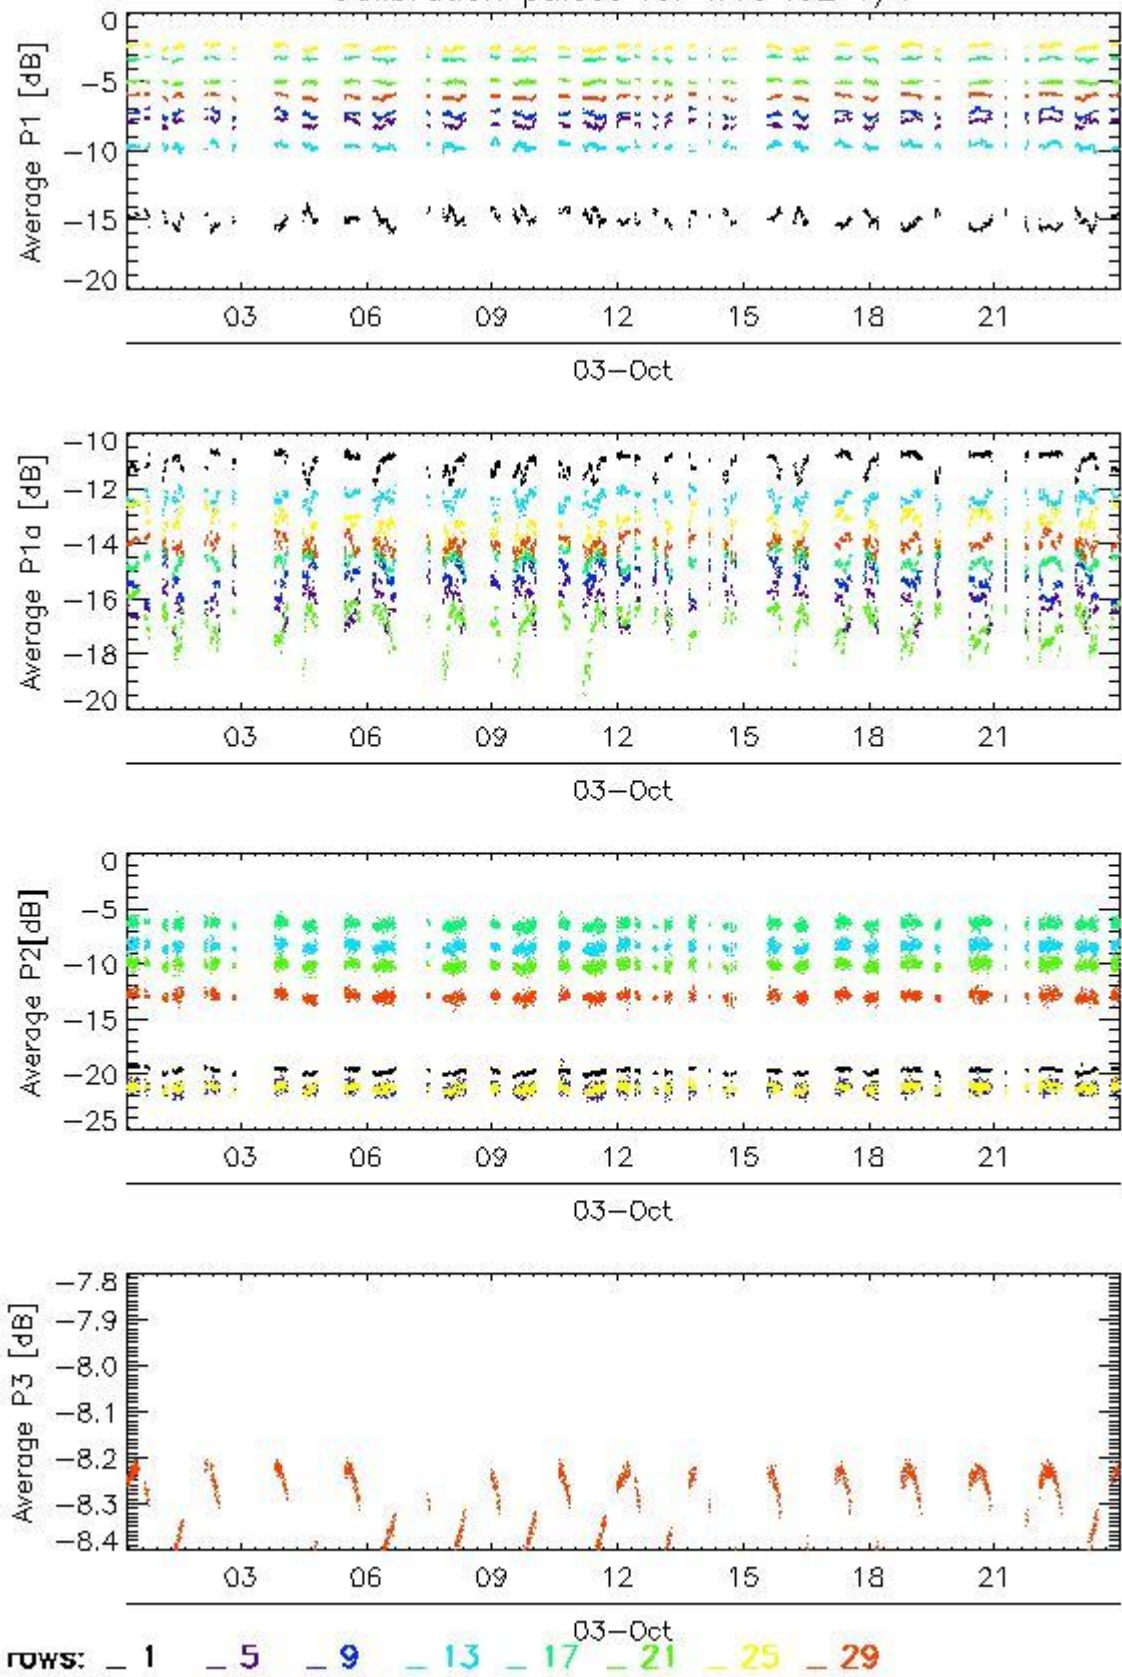 0
−5
−10
−15
−20
Average P1 [dB]
03 06 09 12 15 18 21
03−Oct
−10
−12
−14
−16
−18
−20
Average P1a [dB]
03 06 09 12 15 18 21
03−Oct
0
−5
−10
−15
−20
−25
Average P2[dB]
03 06 09 12 15 18 21
03−Oct
−7.8
−7.9
−8.0
−8.1
−8.2
−8.3
−8.4
Average P3 [dB]
03 06 09 12 15 18 21
03−Oct
rows: _ 1 _ 5 _ 9 _ 13 _ 17 _ 21 _ 25 _ 29